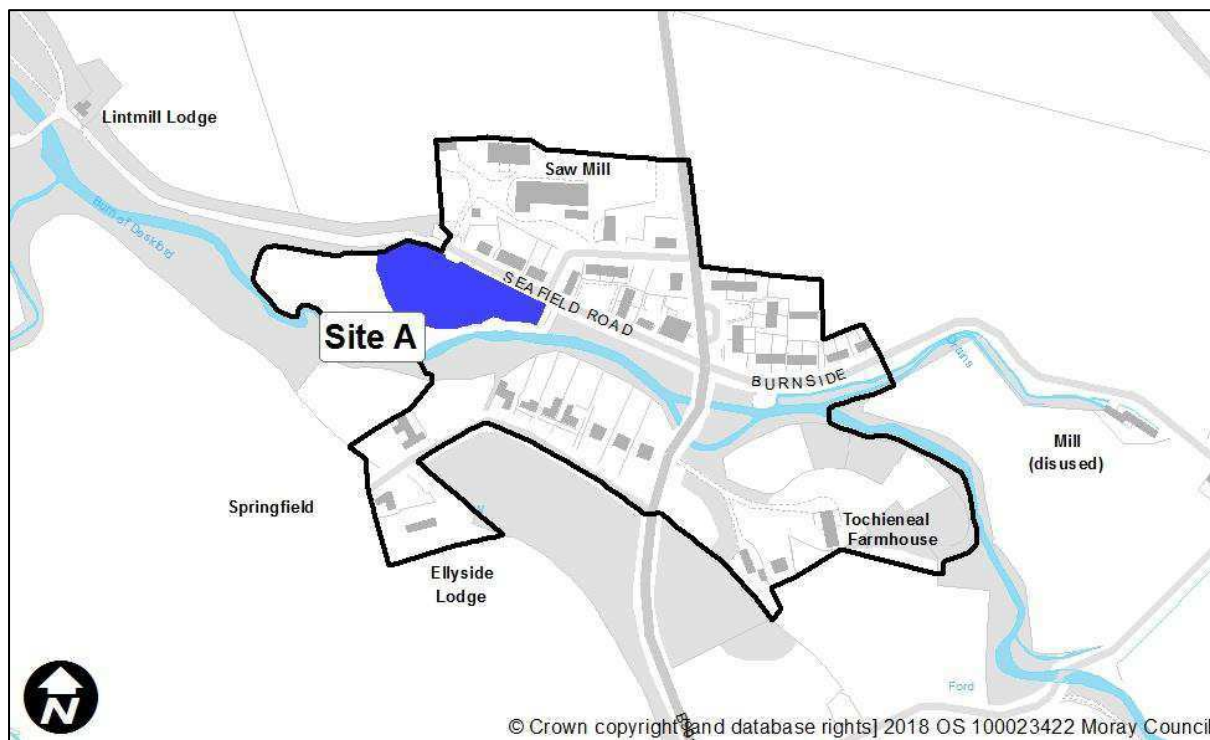 Lintmill Lodge
Saw Mill
Burn of Deskford
SEAFIELD ROAD
Site A
BURNSIDE
Drains
Mill
(disused)
Springfield
Tochieneal
Farmhouse
Ellyside
Lodge
Ford
N
© Crown copyright [and database rights] 2018 OS 100023422 Moray Council